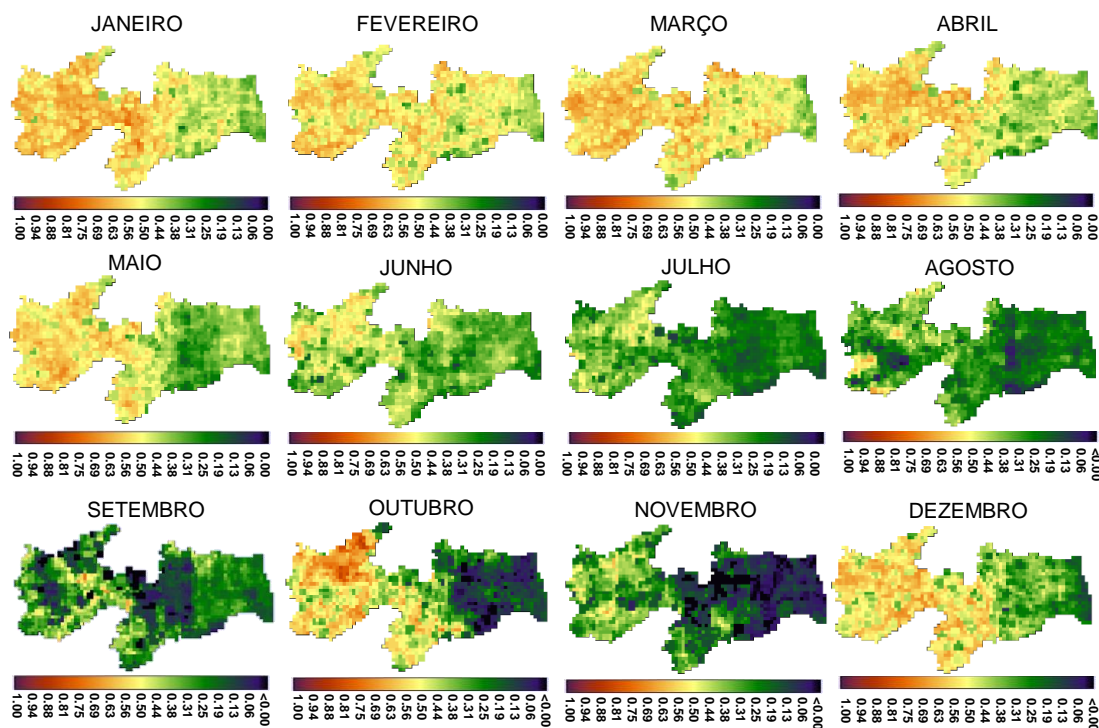 JANEIRO FEVEREIRO MARÇO ABRIL
1.00 0.94 0.88 0.81 0.75 0.69 0.63 0.56 0.50 0.44 0.38 0.31 0.25 0.19 0.13 0.06 0.00
1.00 0.94 0.88 0.81 0.75 0.69 0.63 0.56 0.50 0.44 0.38 0.31 0.25 0.19 0.13 0.06 0.00
1.00 0.94 0.88 0.81 0.75 0.69 0.63 0.56 0.50 0.44 0.38 0.31 0.25 0.19 0.13 0.06 0.00
1.00 0.94 0.88 0.81 0.75 0.69 0.63 0.56 0.50 0.44 0.38 0.31 0.25 0.19 0.13 0.06 0.00
MAIO JUNHO JULHO AGOSTO
1.00 0.94 0.88 0.81 0.75 0.69 0.63 0.56 0.50 0.44 0.38 0.31 0.25 0.19 0.13 0.06 0.00
1.00 0.94 0.88 0.81 0.75 0.69 0.63 0.56 0.50 0.44 0.38 0.31 0.25 0.19 0.13 0.06 0.00
1.00 0.94 0.88 0.81 0.75 0.69 0.63 0.56 0.50 0.44 0.38 0.31 0.25 0.19 0.13 0.06 0.00
1.00 0.94 0.88 0.81 0.75 0.69 0.63 0.56 0.50 0.44 0.38 0.31 0.25 0.19 0.13 0.06 <0.00
SETEMBRO OUTUBRO NOVEMBRO DEZEMBRO
1.00 0.94 0.88 0.81 0.75 0.69 0.63 0.56 0.50 0.44 0.38 0.31 0.25 0.19 0.13 0.06 <0.00
1.00 0.94 0.88 0.81 0.75 0.69 0.63 0.56 0.50 0.44 0.38 0.31 0.25 0.19 0.13 0.06 <0.00
1.00 0.94 0.88 0.81 0.75 0.69 0.63 0.56 0.50 0.44 0.38 0.31 0.25 0.19 0.13 0.06 <0.00
1.00 0.94 0.88 0.81 0.75 0.69 0.63 0.56 0.50 0.44 0.38 0.31 0.25 0.19 0.13 0.06 <0.00